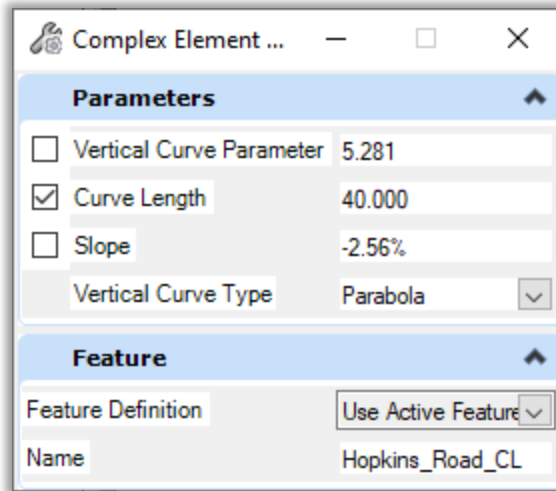 Complex Element ...
Parameters
Vertical Curve Parameter 5.281
Curve Length 40.000
Slope -2.56%
Vertical Curve Type Parabola
Feature
Feature Definition Use Active Feature
Name Hopkins_Road_CL